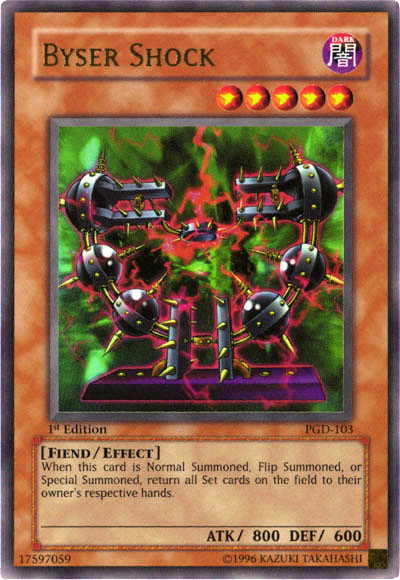 Byser Shock
DARK
闇
1st Edition
PGD-103
[Fiend/Effect]
When this card is Normal Summoned, Flip Summoned, or
Special Summoned, return all Set cards on the field to their
owner's respective hands.
ATK/ 800 DEF/ 600
17597059
©1996 KAZUKI TAKAHASHI